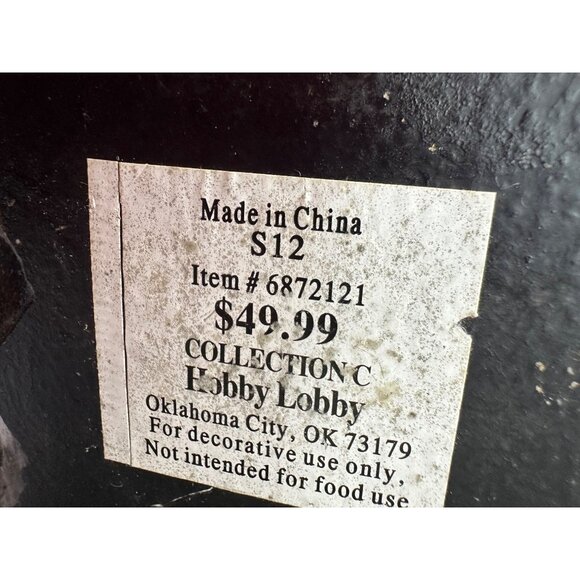 Made in China
S12
Item # 6872121
$49.99
COLLECTION C
Hobby Lobby
Oklahoma City, OK 73179
For decorative use only,
Not intended for food use